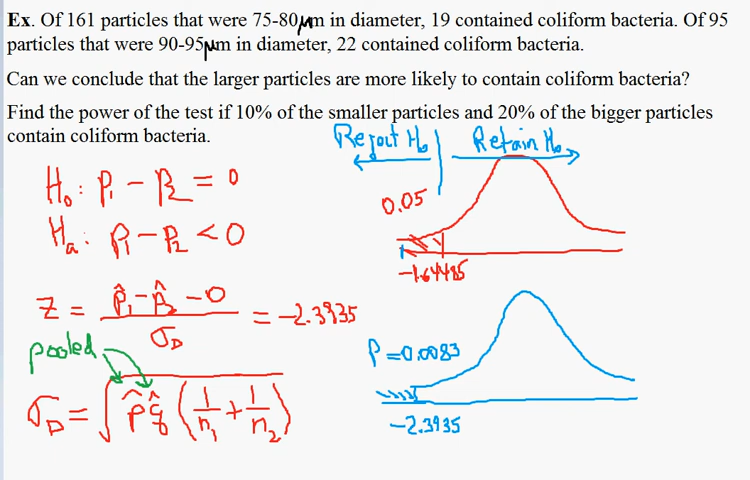 Ex. Of 161 particles that were 75-80μm in diameter, 19 contained coliform bacteria. Of 95
particles that were 90-95μm in diameter, 22 contained coliform bacteria.
Can we conclude that the larger particles are more likely to contain coliform bacteria?
Find the power of the test if 10% of the smaller particles and 20% of the bigger particles
contain coliform bacteria.
Reject H₀ | Retain H₀
H₀: P₁ - P₂ = 0
0.05
Hₐ: P₁ - P₂ < 0
-1.64485
Z = (P̂₁ - P̂₂ - 0) / σ_D = -2.3935
pooled
P = 0.0083
σ_D = √(p̂q̂(1/n₁ + 1/n₂))
-2.3935